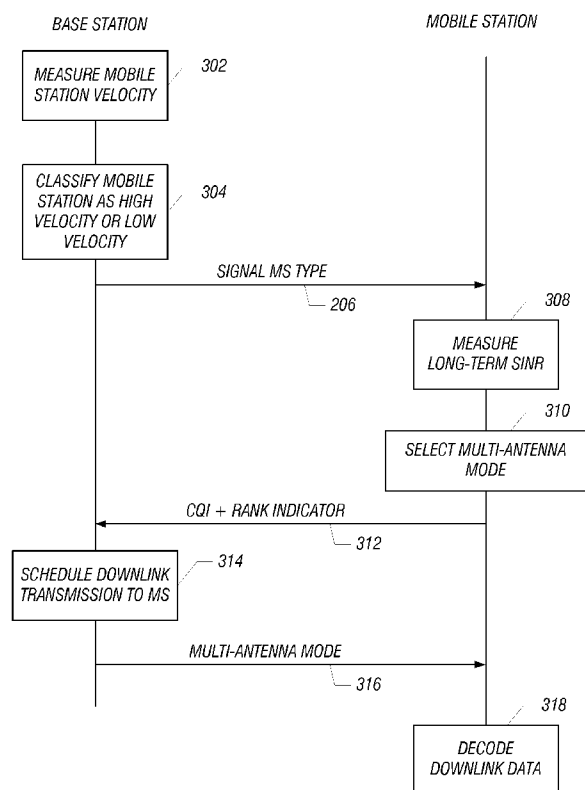 BASE STATION
MOBILE STATION
MEASURE MOBILE
STATION VELOCITY
302
CLASSIFY MOBILE
STATION AS HIGH
VELOCITY OR LOW
VELOCITY
304
SIGNAL MS TYPE
206
308
MEASURE
LONG-TERM SINR
310
SELECT MULTI-ANTENNA
MODE
CQI + RANK INDICATOR
312
SCHEDULE DOWNLINK
TRANSMISSION TO MS
314
MULTI-ANTENNA MODE
316
318
DECODE
DOWNLINK DATA